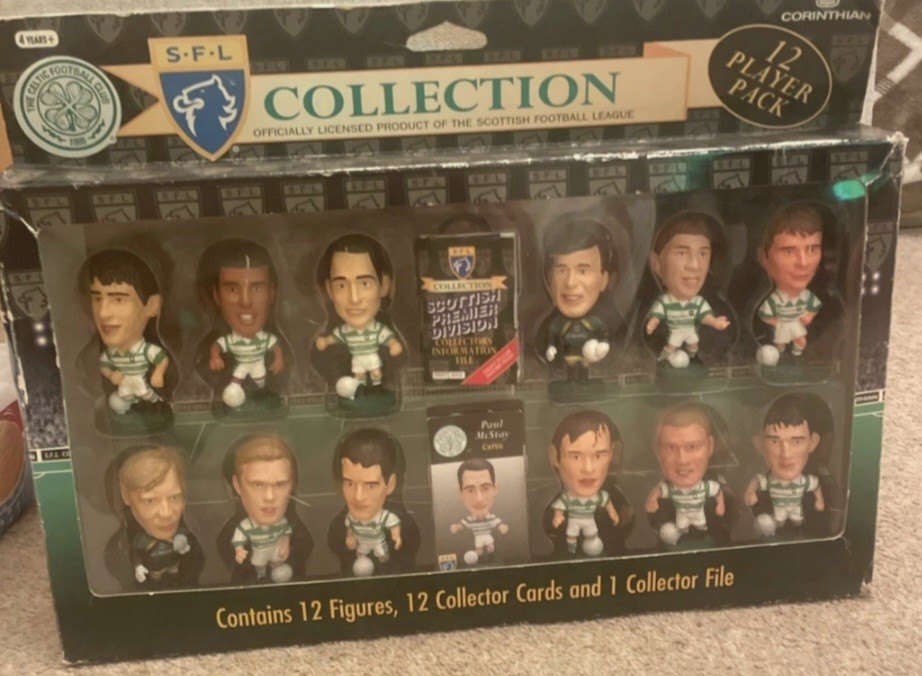 CORINTHIAN
4 YEARS +
THE CELTIC FOOTBALL CLUB
1888
S·F·L
COLLECTION
OFFICIALLY LICENSED PRODUCT OF THE SCOTTISH FOOTBALL LEAGUE
12
PLAYER
PACK
S.F.L
COLLECTION
SCOTTISH
PREMIER
DIVISION
COLLECTORS
INFORMATION
FILE
Paul
McStay
CAPTN
Contains 12 Figures, 12 Collector Cards and 1 Collector File